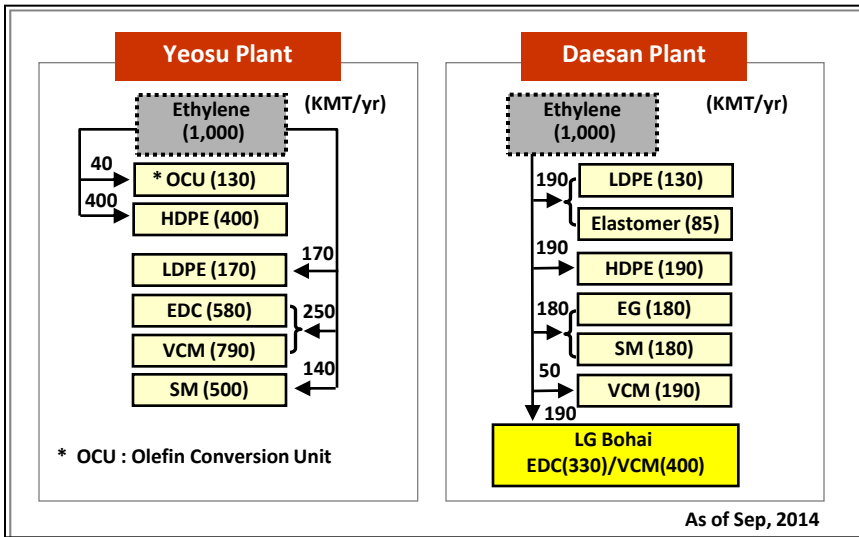 Yeosu Plant
Ethylene
(1,000)
(KMT/yr)
40
* OCU (130)
400
HDPE (400)
170
LDPE (170)
EDC (580)
250
VCM (790)
140
SM (500)
* OCU : Olefin Conversion Unit
Daesan Plant
Ethylene
(1,000)
(KMT/yr)
190
LDPE (130)
Elastomer (85)
190
HDPE (190)
180
EG (180)
SM (180)
50
VCM (190)
190
LG Bohai
EDC(330)/VCM(400)
As of Sep, 2014